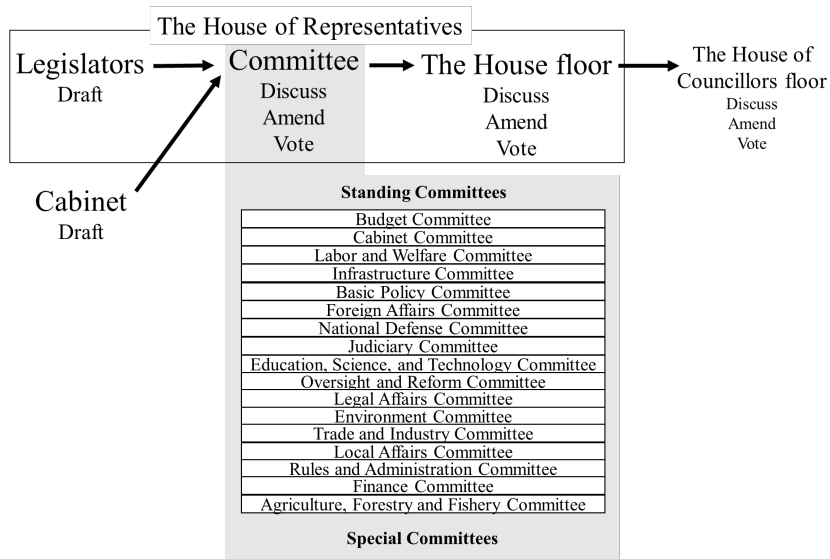 The House of Representatives
Legislators
Draft
Committee
Discuss
Amend
Vote
The House floor
Discuss
Amend
Vote
The House of
Councillors floor
Discuss
Amend
Vote
Cabinet
Draft
Standing Committees
Budget Committee
Cabinet Committee
Labor and Welfare Committee
Infrastructure Committee
Basic Policy Committee
Foreign Affairs Committee
National Defense Committee
Judiciary Committee
Education, Science, and Technology Committee
Oversight and Reform Committee
Legal Affairs Committee
Environment Committee
Trade and Industry Committee
Local Affairs Committee
Rules and Administration Committee
Finance Committee
Agriculture, Forestry and Fishery Committee
Special Committees